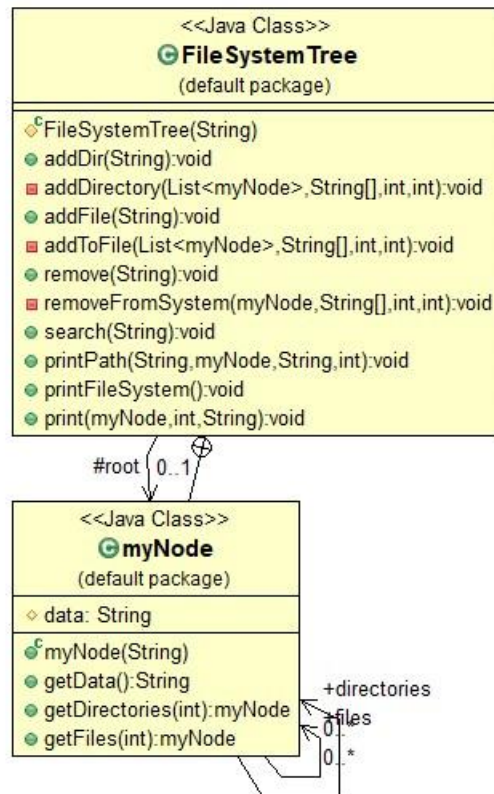 <<Java Class>>
FileSystemTree
(default package)
FileSystemTree(String)
addDir(String):void
addDirectory(List<myNode>,String[],int,int):void
addFile(String):void
addToFile(List<myNode>,String[],int,int):void
remove(String):void
removeFromSystem(myNode,String[],int,int):void
search(String):void
printPath(String,myNode,String,int):void
printFileSystem():void
print(myNode,int,String):void
#root 0..1
<<Java Class>>
myNode
(default package)
data: String
myNode(String)
getData():String
getDirectories(int):myNode
getFiles(int):myNode
+directories
+files
0..*
0..*